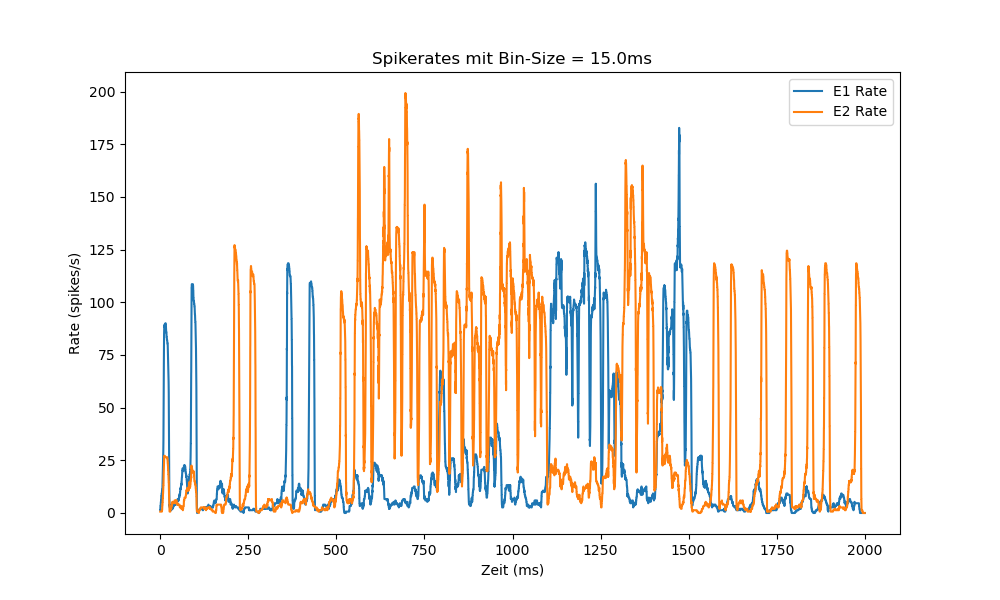 Spikerates mit Bin-Size = 15.0ms
E1 Rate
E2 Rate
200
175
150
125
100
75
50
25
0
Rate (spikes/s)
0 250 500 750 1000 1250 1500 1750 2000
Zeit (ms)